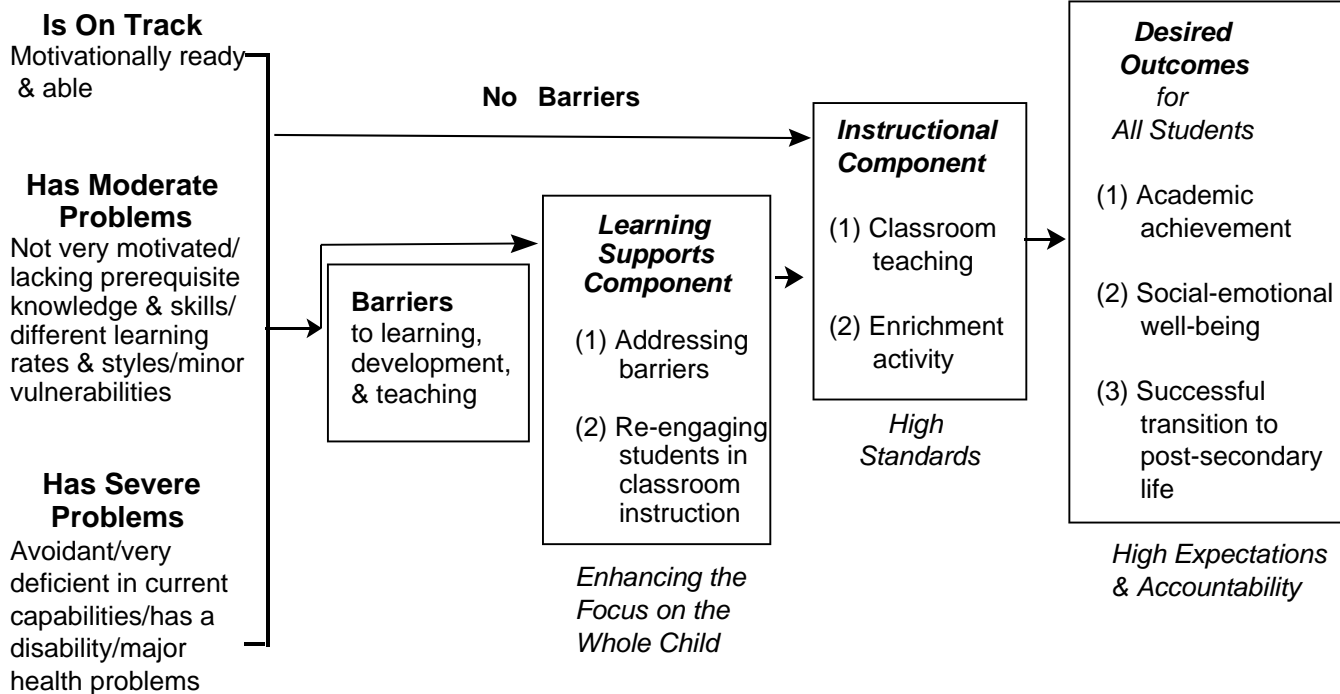 Is On Track
Motivationally ready
& able
Has Moderate
Problems
Not very motivated/
lacking prerequisite
knowledge & skills/
different learning
rates & styles/minor
vulnerabilities
Has Severe
Problems
Avoidant/very
deficient in current
capabilities/has a
disability/major
health problems
No Barriers
Barriers
to learning,
development,
& teaching
Learning
Supports
Component
(1) Addressing
barriers
(2) Re-engaging
students in
classroom
instruction
Enhancing the
Focus on the
Whole Child
Instructional
Component
(1) Classroom
teaching
(2) Enrichment
activity
High
Standards
Desired
Outcomes
for
All Students
(1) Academic
achievement
(2) Social-emotional
well-being
(3) Successful
transition to
post-secondary
life
High Expectations
& Accountability